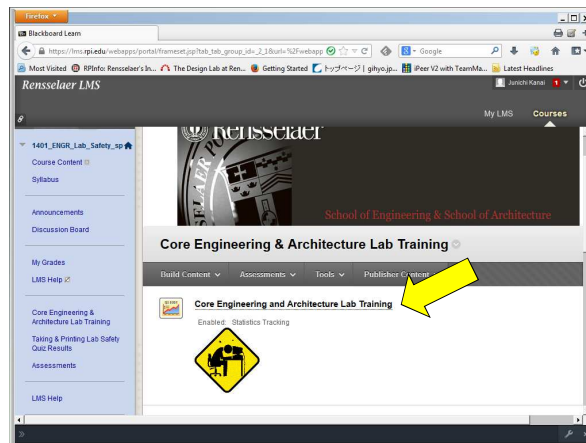 Firefox
Blackboard Learn
https://lms.rpi.edu/webapps/portal/frameset.jsp?tab_tab_group_id=_2_1&url=%2Fwebapp
Google
Most Visited RPInfo: Rensselaer's In... The Design Lab at Ren... Getting Started トップページ | gihyo.jp... iPeer V2 with TeamMa... Latest Headlines
Rensselaer LMS
Junichi Kanai 1
My LMS Courses
1401_ENGR_Lab_Safety_sp
Course Content
Syllabus
Announcements
Discussion Board
My Grades
LMS Help
Core Engineering &
Architecture Lab Training
Taking & Printing Lab Safety
Quiz Results
Assessments
LMS Help
Rensselaer
School of Engineering & School of Architecture
Core Engineering & Architecture Lab Training
Build Content Assessments Tools Publisher Content
Core Engineering and Architecture Lab Training
Enabled: Statistics Tracking